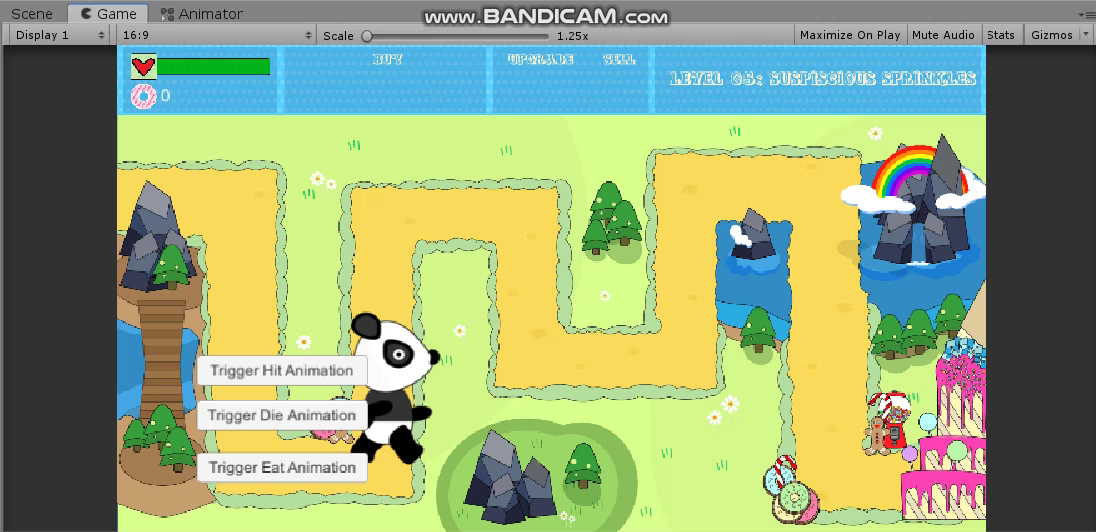 Scene Game Animator
www.BANDICAM.com
Display 1 16:9 Scale 1.25x Maximize On Play Mute Audio Stats Gizmos
BUY UPGRADE SELL
LEVEL 05: SUSPISCIOUS SPRINKLES
0
Trigger Hit Animation
Trigger Die Animation
Trigger Eat Animation